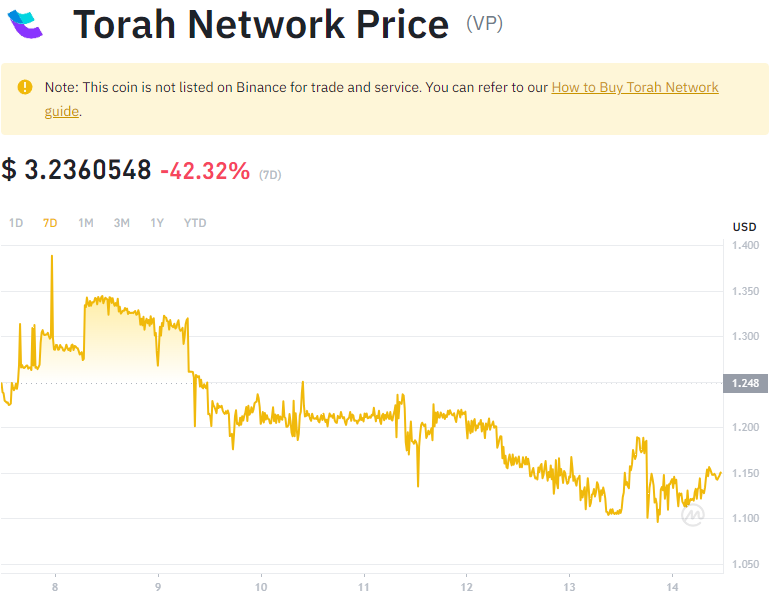 Torah Network Price (VP)
Note: This coin is not listed on Binance for trade and service. You can refer to our How to Buy Torah Network
guide.
$ 3.2360548 -42.32% (7D)
1D 7D 1M 3M 1Y YTD
USD
1.400
1.350
1.300
1.248
1.200
1.150
1.100
1.050
8 9 10 11 12 13 14